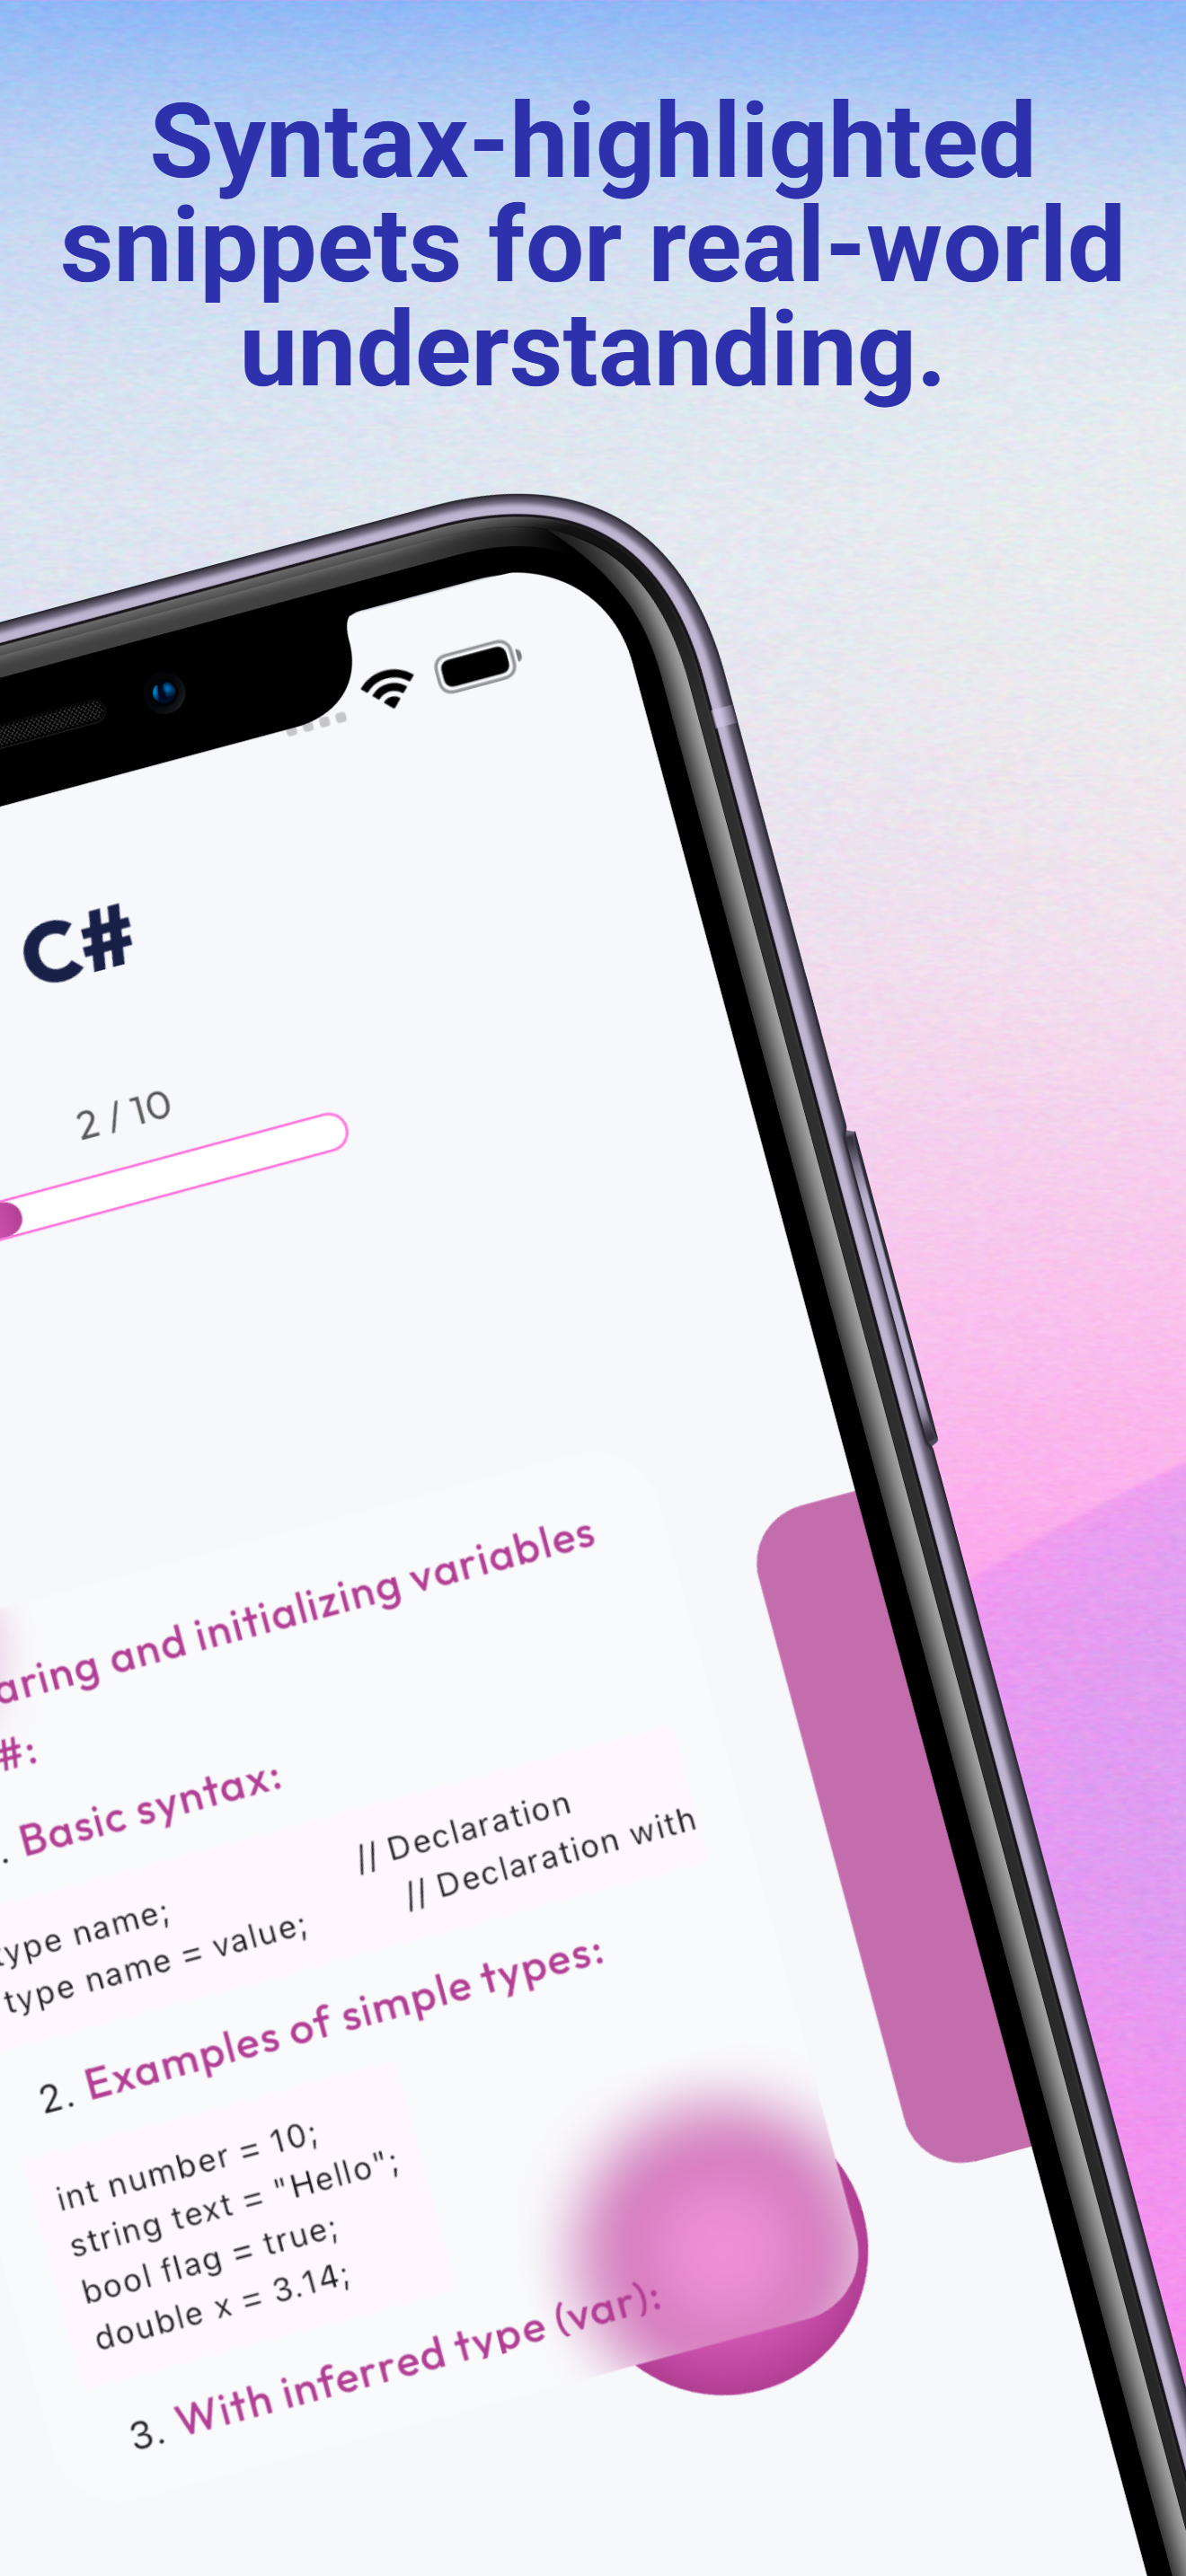 Syntax-highlighted
snippets for real-world
understanding.
C#
2 / 10
and initializing variables
#:
Basic syntax:
type name; // Declaration
type name = value; // Declaration with
2. Examples of simple types:
int number = 10;
string text = "Hello";
bool flag = true;
double x = 3.14;
3. With inferred type (var):